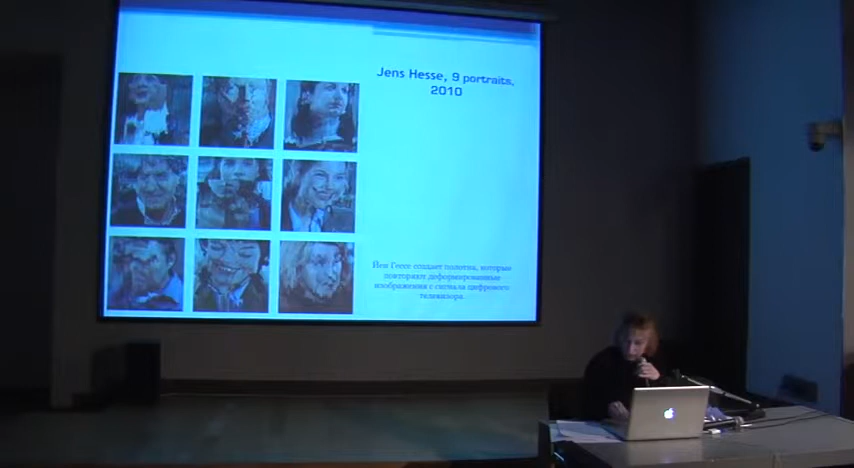 Jens Hesse, 9 portraits,
2010
Йен Гессе создает полотна, которые
повторяют деформированные
изображения с сигнала цифрового
телевизора.